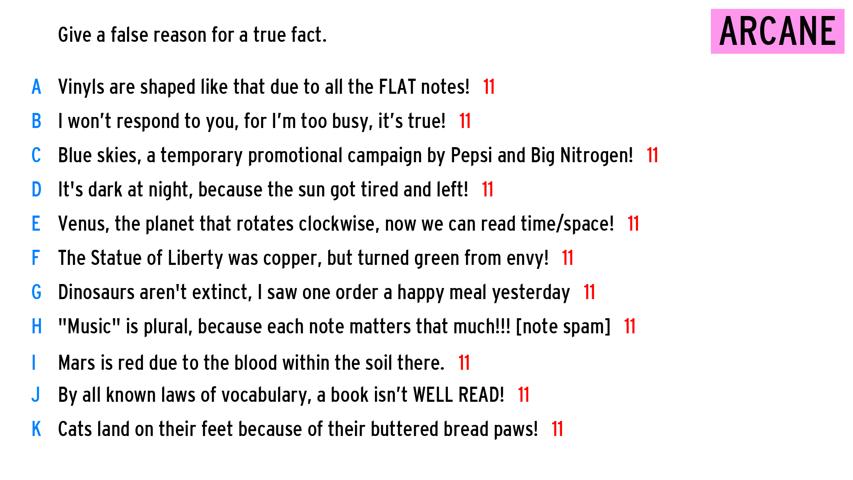 Give a false reason for a true fact.
ARCANE
A Vinyls are shaped like that due to all the FLAT notes! 11
B I won’t respond to you, for I’m too busy, it’s true! 11
C Blue skies, a temporary promotional campaign by Pepsi and Big Nitrogen! 11
D It's dark at night, because the sun got tired and left! 11
E Venus, the planet that rotates clockwise, now we can read time/space! 11
F The Statue of Liberty was copper, but turned green from envy! 11
G Dinosaurs aren't extinct, I saw one order a happy meal yesterday 11
H "Music" is plural, because each note matters that much!!! [note spam] 11
I Mars is red due to the blood within the soil there. 11
J By all known laws of vocabulary, a book isn’t WELL READ! 11
K Cats land on their feet because of their buttered bread paws! 11